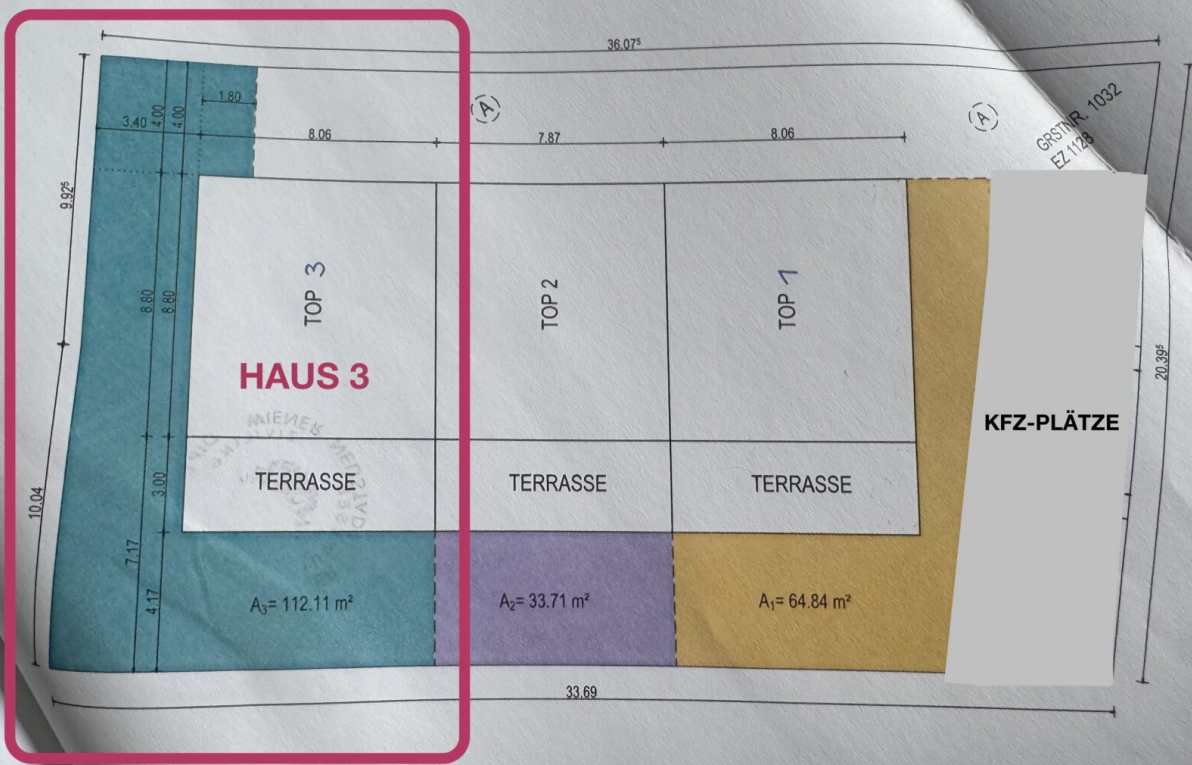 36.07⁵
1.80
4.00
4.00
3.40
8.06
7.87
8.06
(A)
(A)
GRSTNR. 1032
EZ 1128
9.92⁵
8.80
8.80
TOP 3
TOP 2
TOP 1
HAUS 3
20.39⁵
KFZ-PLÄTZE
WIENER
TERRASSE
TERRASSE
TERRASSE
3.00
10.04
7.17
4.17
A₃= 112.11 m²
A₂= 33.71 m²
A₁= 64.84 m²
33.69